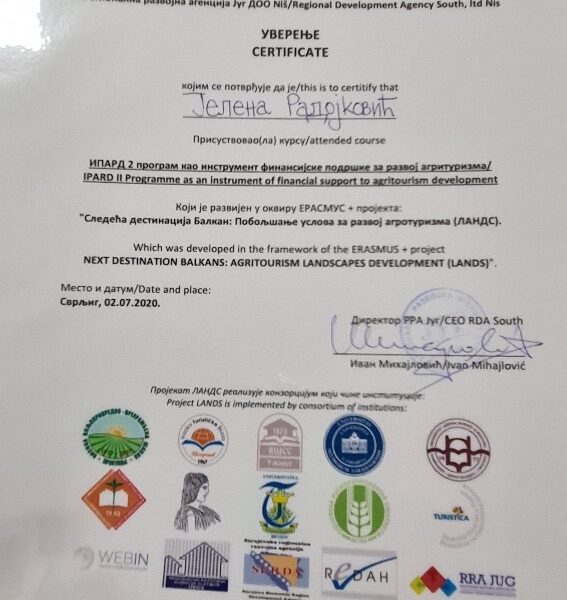 развојна агенција Југ ДОО Niš/Regional Development Agency South, ltd Nis
УВЕРЕЊЕ
CERTIFICATE
којим се потврђује да је/this is to certitify that
Јелена Радојковић
Присуствовао(ла) курсу/attended course
ИПАРД 2 програм као инструмент финансијске подршке за развој агритуризма/
IPARD II Programme as an instrument of financial support to agritourism development
Који је развијен у оквиру ЕРАСМУС + пројекта:
"Следећа дестинација Балкан: Побољшање услова за развој агротуризма (ЛАНДС).
Which was developed in the framework of the ERASMUS + project
NEXT DESTINATION BALKANS: AGRITOURISM LANDSCAPES DEVELOPMENT (LANDS)".
Место и датум/Date and place:
Сврљиг, 02.07.2020.
Директор РРА Југ/CEO RDA South
Иван Михајловић/Ivan Mihajlović
Пројекат ЛАНДС реализује конзорцијум који чине институције:
Project LANDS is implemented by consortium of institutions:
1975
1994
TURISTICA
WEBIN
SERDA
REDAH
RRA JUG